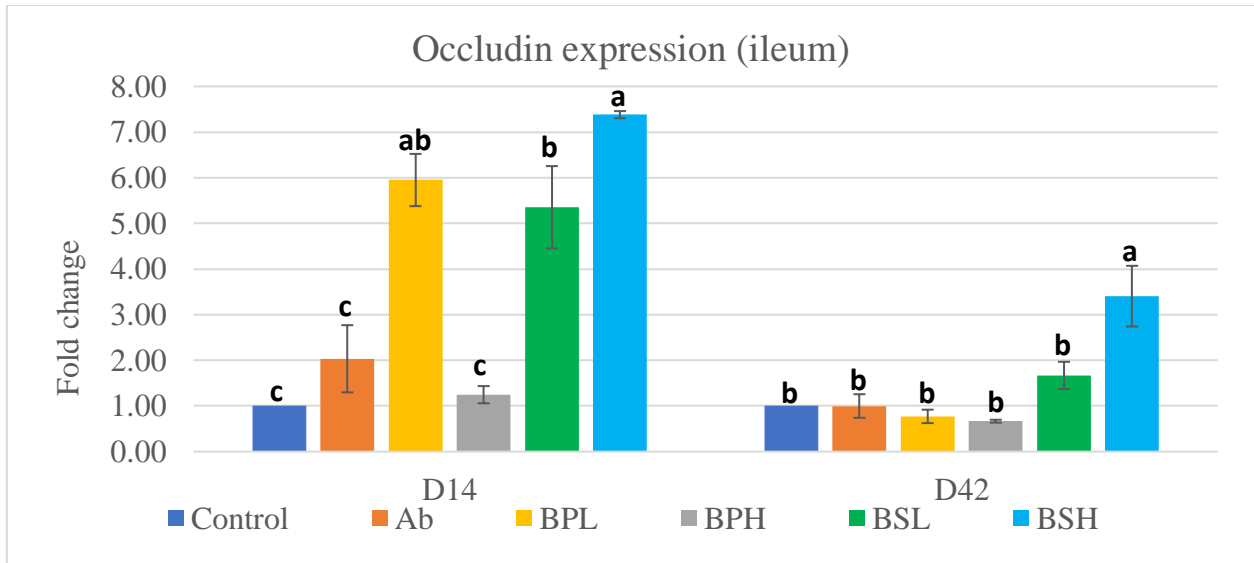 Occludin expression (ileum)
Fold change
8.00
7.00
6.00
5.00
4.00
3.00
2.00
1.00
0.00
c
c
ab
c
b
a
b
b
b
b
b
a
D14
D42
Control
Ab
BPL
BPH
BSL
BSH